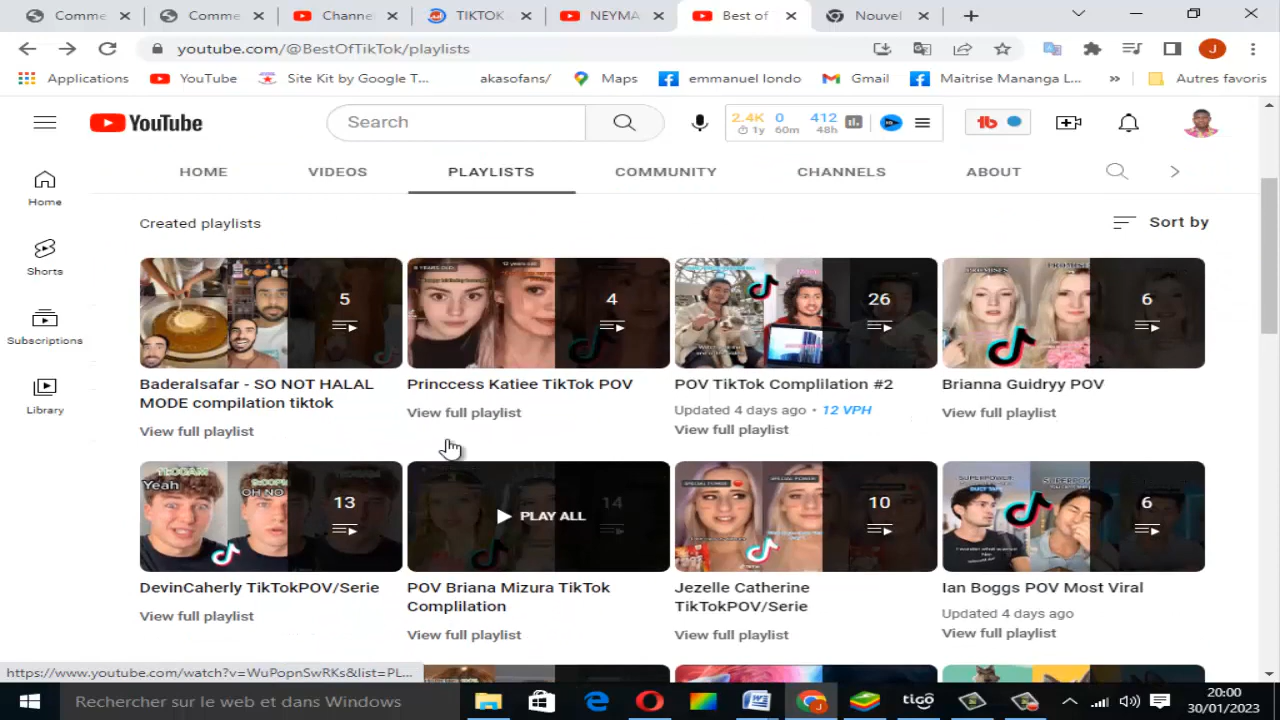 Comme
Comme
Channe
TIKTOK
NEYMA
Best of
Nouvel
youtube.com/@BestOfTikTok/playlists
J
Applications
YouTube
Site Kit by Google T...
akasofans/
Maps
emmanuel londo
Gmail
Maitrise Mananga L...
»
Autres favoris
YouTube
Search
2.4K 0 412
1y 60m 48h
HOME
VIDEOS
PLAYLISTS
COMMUNITY
CHANNELS
ABOUT
Home
Shorts
Subscriptions
Library
Created playlists
Sort by
5
4
26
6
Baderalsafar - SO NOT HALAL
MODE compilation tiktok
View full playlist
Princcess Katiee TikTok POV
View full playlist
POV TikTok Complilation #2
Updated 4 days ago • 12 VPH
View full playlist
Brianna Guidryy POV
View full playlist
Yeah
OH NO
13
PLAY ALL
14
10
6
DevinCaherly TikTokPOV/Serie
View full playlist
POV Briana Mizura TikTok
Complilation
View full playlist
Jezelle Catherine
TikTokPOV/Serie
View full playlist
Ian Boggs POV Most Viral
Updated 4 days ago
View full playlist
https://www.youtube.com/watch?v=WuPopnSwRKs&list=PL...
Rechercher sur le web et dans Windows
tigo
20:00
30/01/2023